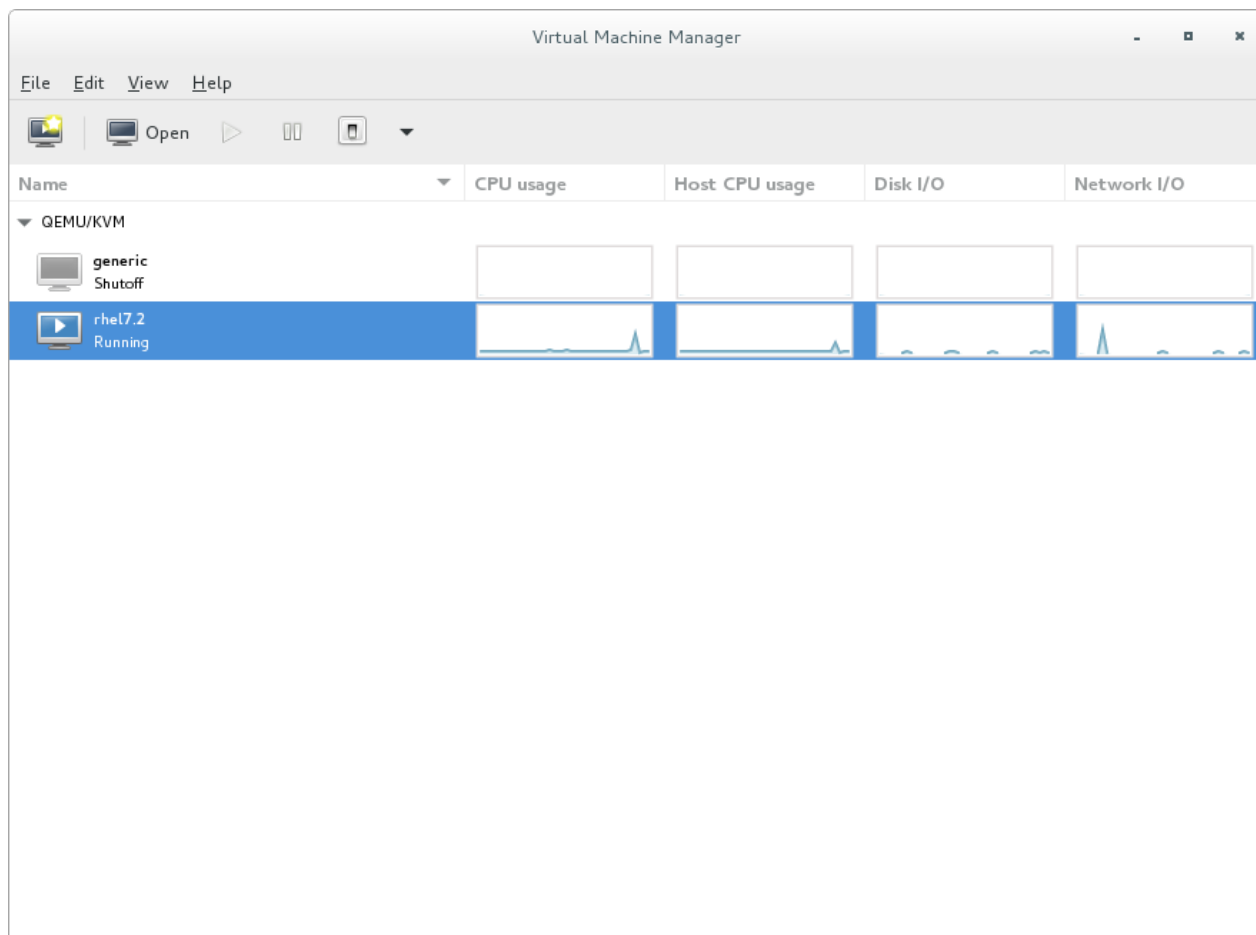 Virtual Machine Manager
File Edit View Help
Open
Name CPU usage Host CPU usage Disk I/O Network I/O
QEMU/KVM
generic
Shutoff
rhel7.2
Running